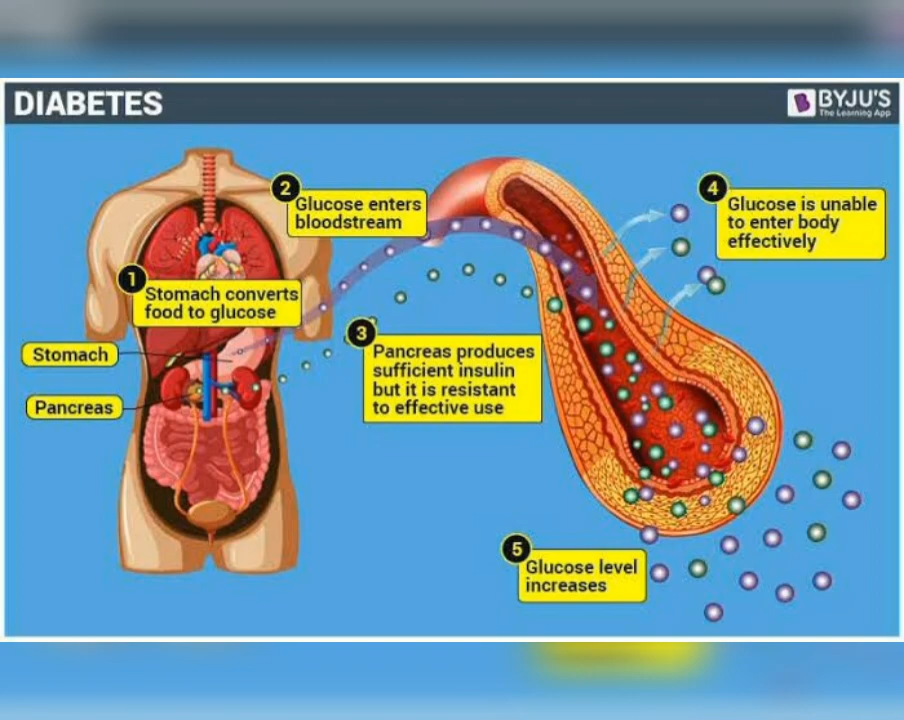 DIABETES
BYJU'S
The Learning App
1
Stomach converts
food to glucose
2
Glucose enters
bloodstream
3
Pancreas produces
sufficient insulin
but it is resistant
to effective use
4
Glucose is unable
to enter body
effectively
5
Glucose level
increases
Stomach
Pancreas